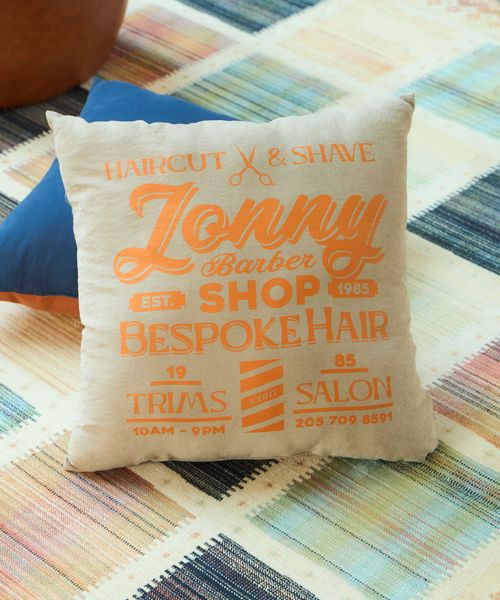 HAIRCUT & SHAVE
Zonny
Barber
EST. SHOP 1985
BESPOKE HAIR
19 85
TRIMS SALON
10AM - 9PM 205 709 8591